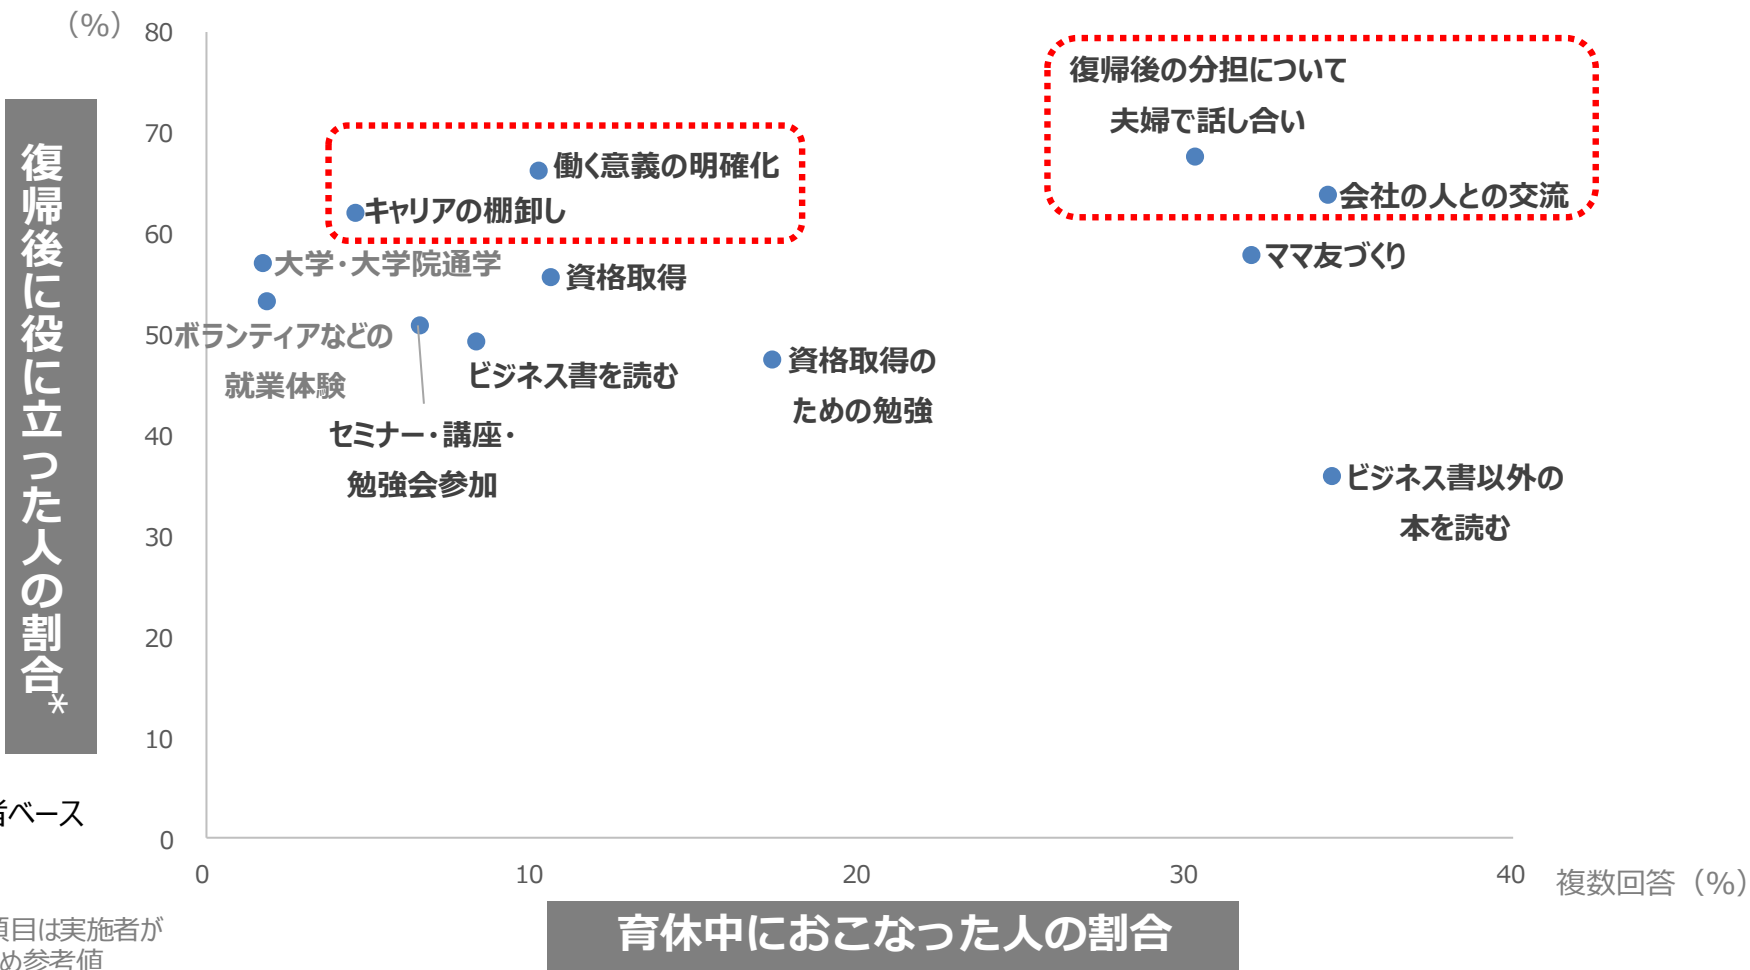 （%）
80
70
60
50
40
30
20
10
0
復帰後に役に立つた人の割合*
復帰後の分担について
夫婦で話し合い
働く意義の明確化
会社の人との交流
キャリアの棚卸し
ママ友づくり
大学・大学院通学
資格取得
ボランティアなどの
就業体験
ビジネス書を読む
資格取得の
ための勉強
セミナー・講座・
勉強会参加
ビジネス書以外の
本を読む
者ベース
0
10
20
30
40
複数回答（%）
育休中におこなった人の割合
項目は実施者が
め参考値